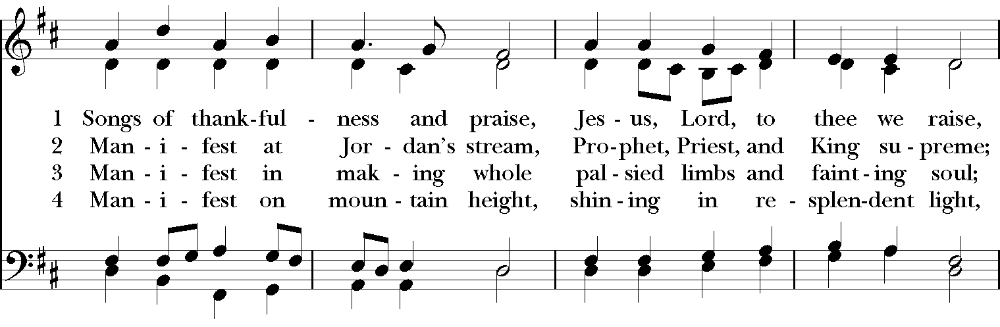 1 Songs of thank-ful - ness and praise, Jes - us, Lord, to thee we raise,
2 Man - i - fest at Jor - dan’s stream, Pro-phet, Priest, and King su - preme;
3 Man - i - fest in mak - ing whole pal - sied limbs and faint - ing soul;
4 Man - i - fest on moun - tain height, shin - ing in re - splen-dent light,